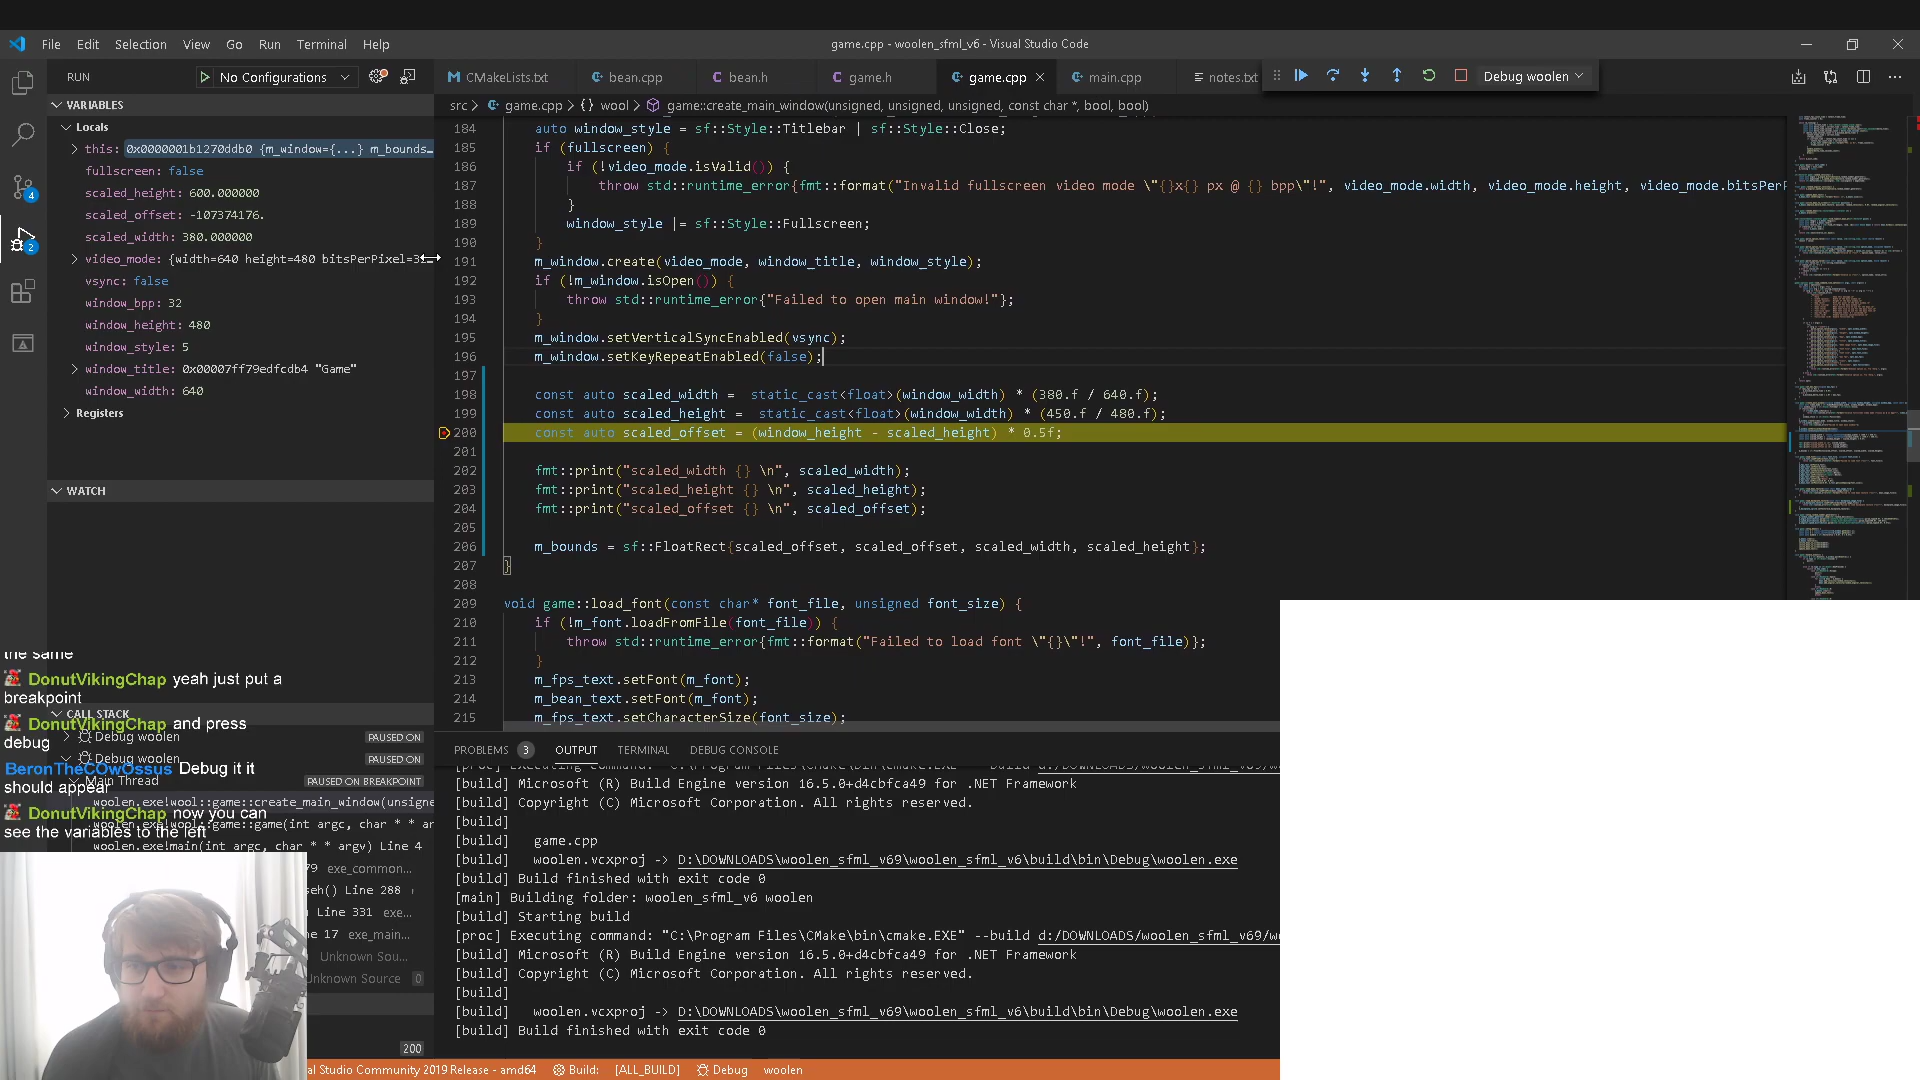 File Edit Selection View Go Run Terminal Help
game.cpp - woolen_sfml_v6 - Visual Studio Code
RUN No Configurations
CMakeLists.txt bean.cpp bean.h game.h game.cpp main.cpp notes.txt
Debug woolen
VARIABLES
src > game.cpp > {} wool > game::create_main_window(unsigned, unsigned, unsigned, const char *, bool, bool)
Locals
this: 0x0000001b1270ddb0 {m_window={...} m_bounds…
fullscreen: false
scaled_height: 600.000000
scaled_offset: -107374176.
scaled_width: 380.000000
video_mode: {width=640 height=480 bitsPerPixel=3
vsync: false
window_bpp: 32
window_height: 480
window_style: 5
window_title: 0x00007ff79edfcdb4 "Game"
window_width: 640
Registers
WATCH
4
2
184 auto window_style = sf::Style::Titlebar | sf::Style::Close;
185 if (fullscreen) {
186 if (!video_mode.isValid()) {
187 throw std::runtime_error{fmt::format("Invalid fullscreen video mode \"{}x{} px @ {} bpp\"!", video_mode.width, video_mode.height, video_mode.bitsPerP
188 }
189 window_style |= sf::Style::Fullscreen;
190 }
191 m_window.create(video_mode, window_title, window_style);
192 if (!m_window.isOpen()) {
193 throw std::runtime_error{"Failed to open main window!"};
194 }
195 m_window.setVerticalSyncEnabled(vsync);
196 m_window.setKeyRepeatEnabled(false);
197
198 const auto scaled_width =  static_cast<float>(window_width) * (380.f / 640.f);
199 const auto scaled_height =  static_cast<float>(window_width) * (450.f / 480.f);
200 const auto scaled_offset = (window_height - scaled_height) * 0.5f;
201
202 fmt::print("scaled_width {} \n", scaled_width);
203 fmt::print("scaled_height {} \n", scaled_height);
204 fmt::print("scaled_offset {} \n", scaled_offset);
205
206 m_bounds = sf::FloatRect{scaled_offset, scaled_offset, scaled_width, scaled_height};
207 }
208
209 void game::load_font(const char* font_file, unsigned font_size) {
210 if (!m_font.loadFromFile(font_file)) {
211 throw std::runtime_error{fmt::format("Failed to load font \"{}\"!", font_file)};
212 }
213 m_fps_text.setFont(m_font);
214 m_bean_text.setFont(m_font);
215 m_fps_text.setCharacterSize(font_size);
the same
DonutVikingChap yeah just put a
breakpoint
DonutVikingChap and press
debug
BeronTheCOwOssus Debug it it
should appear
DonutVikingChap now you can
see the variables to the left
CALL STACK
Debug woolen PAUSED ON
Debug woolen PAUSED ON
Main Thread PAUSED ON BREAKPOINT
woolen.exe!wool::game::create_main_window(unsigne
woolen.exe!wool::game::game(int argc, char * * ar
woolen.exe!main(int argc, char * * argv) Line 4
79 exe_common...
seh() Line 288
Line 331 exe...
ne 17 exe_main...
Unknown Sou...
Unknown Source 0
200
PROBLEMS 3 OUTPUT TERMINAL DEBUG CONSOLE
[proc] Executing command: "C:\Program Files\CMake\bin\cmake.EXE" --build d:/DOWNLOADS/woolen_sfml_v69/w
[build] Microsoft (R) Build Engine version 16.5.0+d4cbfca49 for .NET Framework
[build] Copyright (C) Microsoft Corporation. All rights reserved.
[build]
[build] game.cpp
[build] woolen.vcxproj -> D:\DOWNLOADS\woolen_sfml_v69\woolen_sfml_v6\build\bin\Debug\woolen.exe
[build] Build finished with exit code 0
[main] Building folder: woolen_sfml_v6 woolen
[build] Starting build
[proc] Executing command: "C:\Program Files\CMake\bin\cmake.EXE" --build d:/DOWNLOADS/woolen_sfml_v69/w
[build] Microsoft (R) Build Engine version 16.5.0+d4cbfca49 for .NET Framework
[build] Copyright (C) Microsoft Corporation. All rights reserved.
[build]
[build] woolen.vcxproj -> D:\DOWNLOADS\woolen_sfml_v69\woolen_sfml_v6\build\bin\Debug\woolen.exe
[build] Build finished with exit code 0
al Studio Community 2019 Release - amd64 Build: [ALL_BUILD] Debug woolen